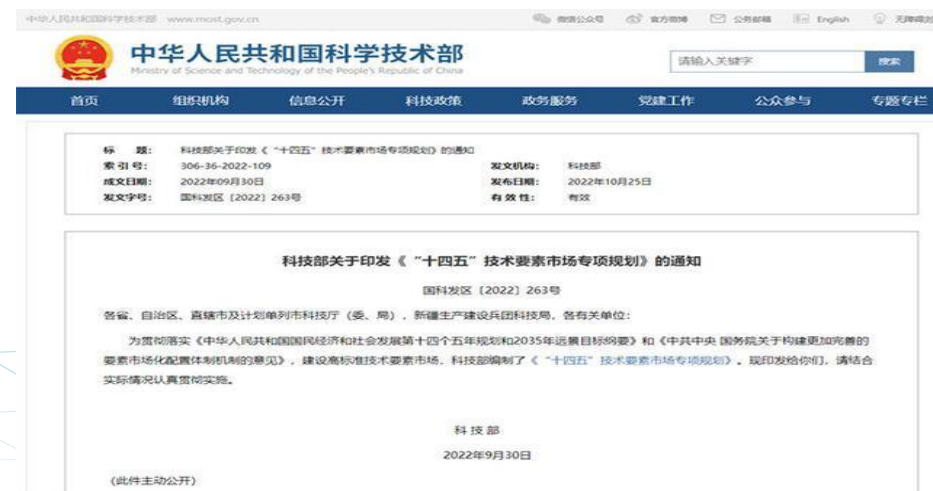 中华人民共和国科学技术部 www.most.gov.cn 微信公众号 官方微博 公务邮箱 English 无障碍浏
中华人民共和国科学技术部
Ministry of Science and Technology of the People's Republic of China
请输入关键字 搜索
首页 组织机构 信息公开 科技政策 政务服务 党建工作 公众参与 专题专栏
标 题: 科技部关于印发《“十四五”技术要素市场专项规划》的通知
索引号: 306-36-2022-109 发文机构: 科技部
成文日期: 2022年09月30日 发布日期: 2022年10月25日
发文字号: 国科发区〔2022〕263号 有效性: 有效
科技部关于印发《“十四五”技术要素市场专项规划》的通知
国科发区〔2022〕263号
各省、自治区、直辖市及计划单列市科技厅（委、局），新疆生产建设兵团科技局，各有关单位：
为贯彻落实《中华人民共和国国民经济和社会发展第十四个五年规划和2035年远景目标纲要》和《中共中央 国务院关于构建更加完善的
要素市场化配置体制机制的意见》，建设高标准技术要素市场，科技部编制了《“十四五”技术要素市场专项规划》。现印发给你们，请结合
实际情况认真贯彻实施。
科 技 部
2022年9月30日
(此件主动公开)